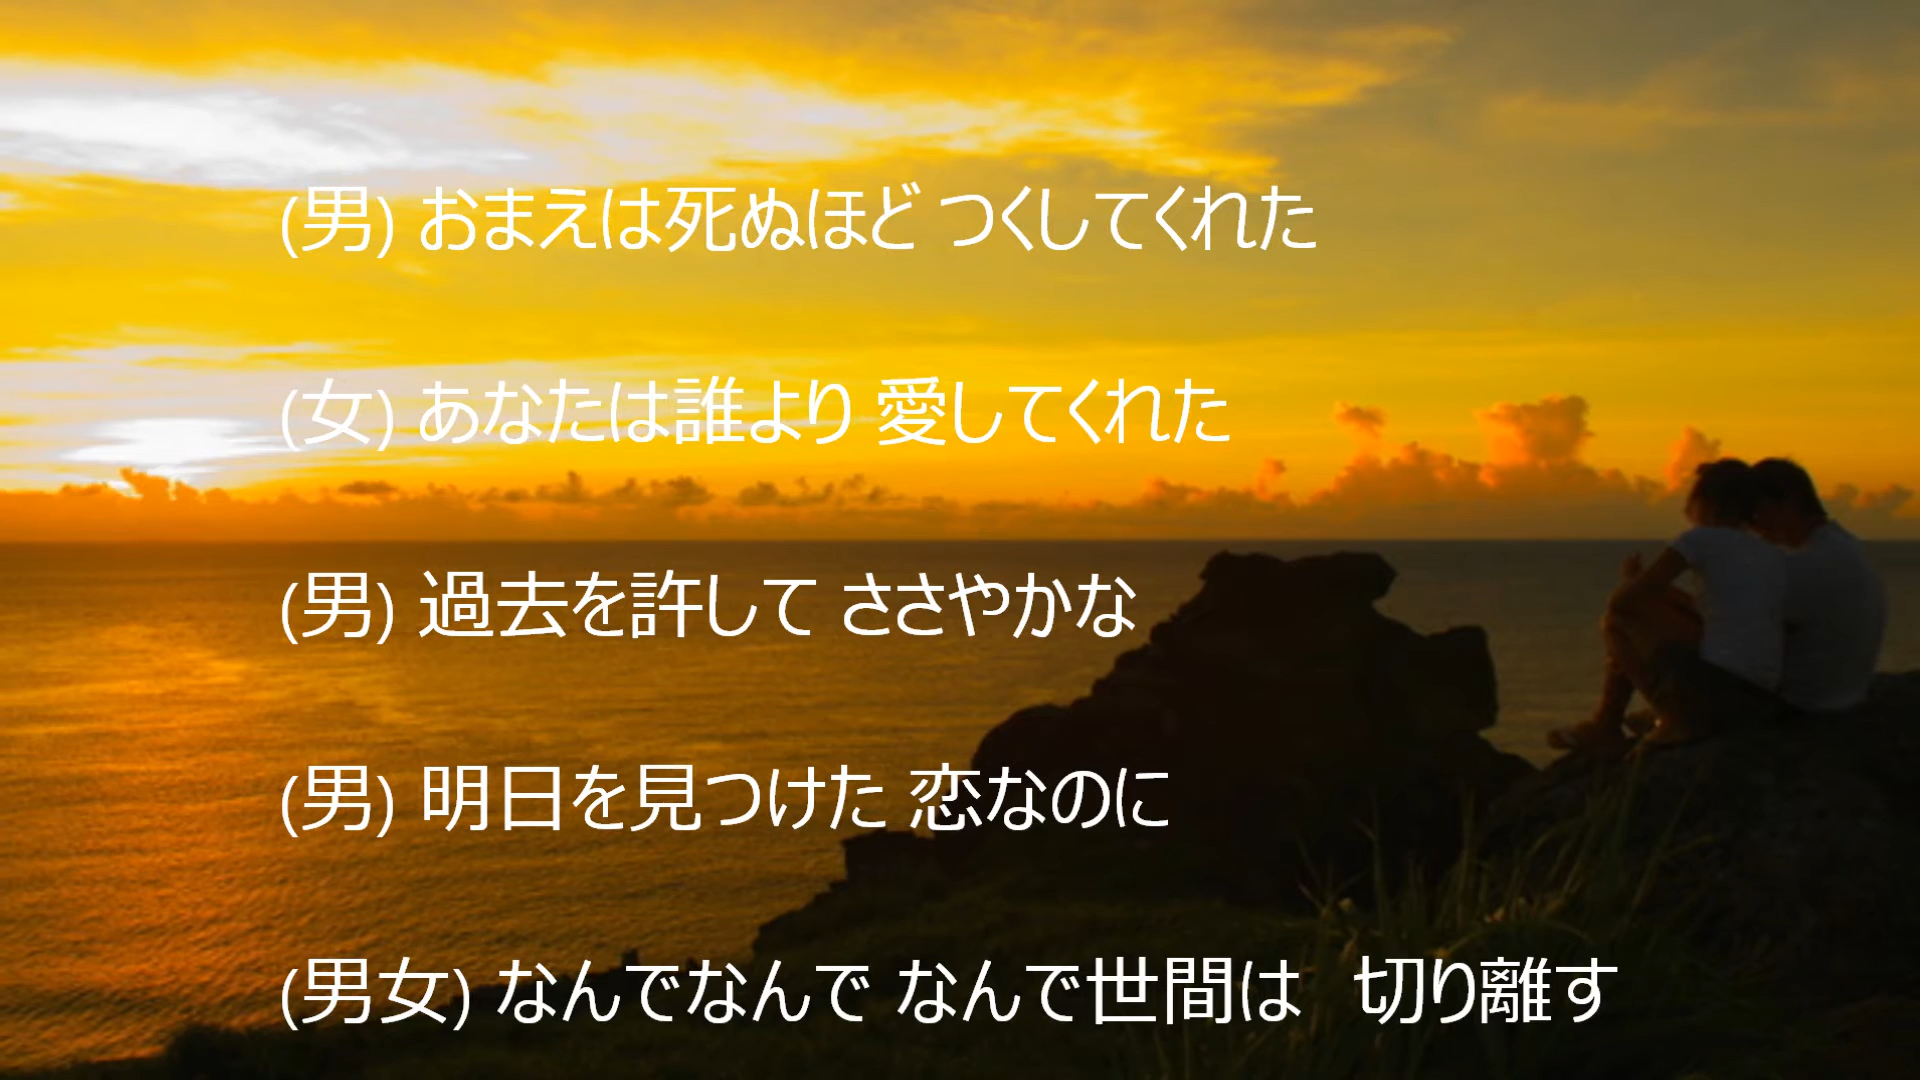 (男) おまえは死ぬほど つくしてくれた
(女) あなたは誰より 愛してくれた
(男) 過去を許して ささやかな
(男) 明日を見つけた 恋なのに
(男女) なんでなんで なんで世間は　切り離す